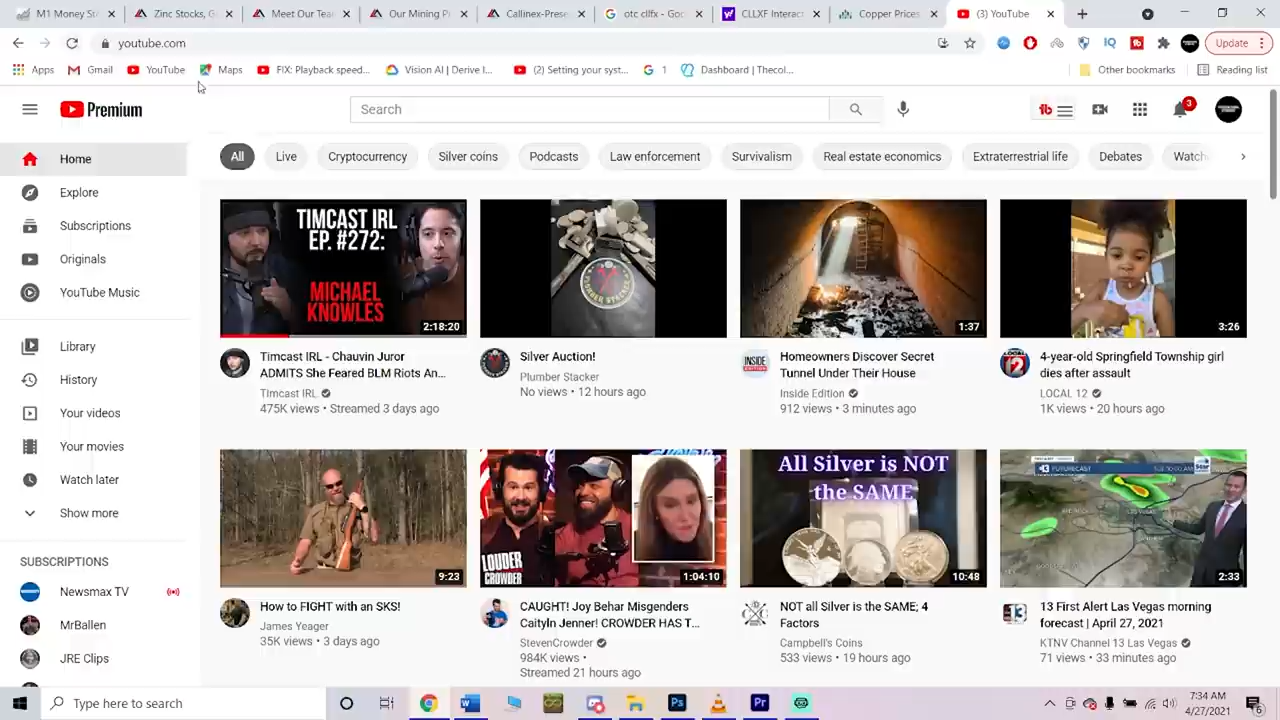 M1 Money St
Zinc Stocks, G
Meet Our Tea
Our Mining P
Callinex-Prese
otc cllfx - Goo
CLLXF Interac
Copper Prices
(3) YouTube
youtube.com
Update
Apps
Gmail
YouTube
Maps
FIX: Playback speed...
Vision AI | Derive I...
(2) Setting your syst...
G 1
Dashboard | Thecol...
Other bookmarks
Reading list
Premium
Search
3
All
Live
Cryptocurrency
Silver coins
Podcasts
Law enforcement
Survivalism
Real estate economics
Extraterrestrial life
Debates
Watch
Home
Explore
Subscriptions
Originals
YouTube Music
Library
History
Your videos
Your movies
Watch later
Show more
SUBSCRIPTIONS
Newsmax TV
MrBallen
JRE Clips
TIMCAST IRL
EP. #272:
MICHAEL
KNOWLES
2:18:20
Timcast IRL - Chauvin Juror
ADMITS She Feared BLM Riots An...
Timcast IRL
475K views • Streamed 3 days ago
Silver Auction!
Plumber Stacker
No views • 12 hours ago
1:37
INSIDE
EDITION
Homeowners Discover Secret
Tunnel Under Their House
Inside Edition
912 views • 3 minutes ago
3:26
LOCAL
12
4-year-old Springfield Township girl
dies after assault
LOCAL 12
1K views • 20 hours ago
9:23
How to FIGHT with an SKS!
James Yeager
35K views • 3 days ago
LOUDER
CROWDER
1:04:10
CAUGHT! Joy Behar Misgenders
Caityln Jenner! CROWDER HAS T...
StevenCrowder
984K views •
Streamed 21 hours ago
All Silver is NOT
the SAME
10:48
NOT all Silver is the SAME; 4
Factors
Campbell's Coins
533 views • 19 hours ago
13 FUTURECAST
2:33
13 First Alert Las Vegas morning
forecast | April 27, 2021
KTNV Channel 13 Las Vegas
71 views • 33 minutes ago
Type here to search
7:34 AM
4/27/2021
6